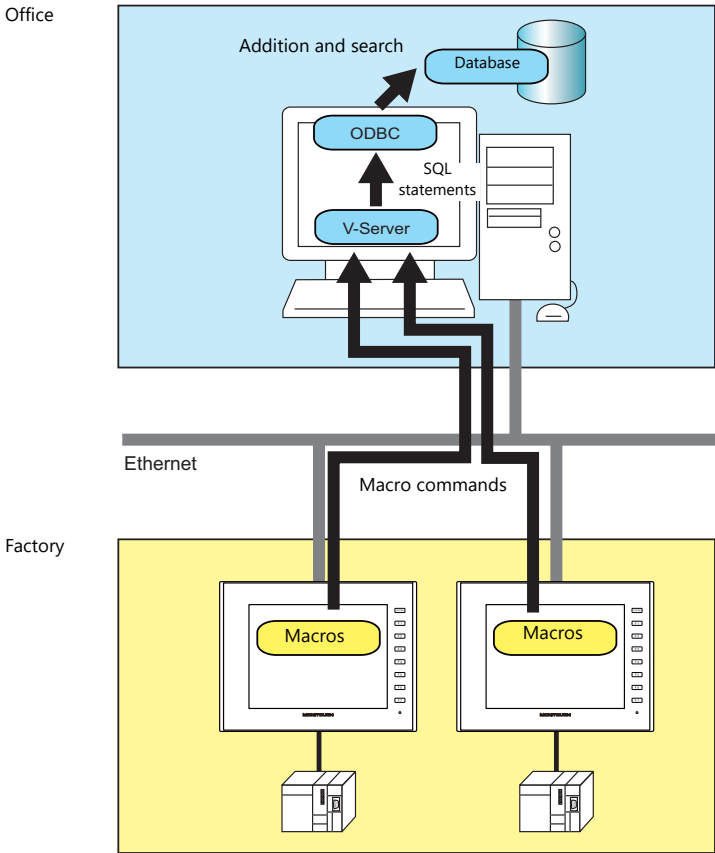 Office
Addition and search
Database
ODBC
SQL
statements
V-Server
Ethernet
Macro commands
Factory
Macros
Macros